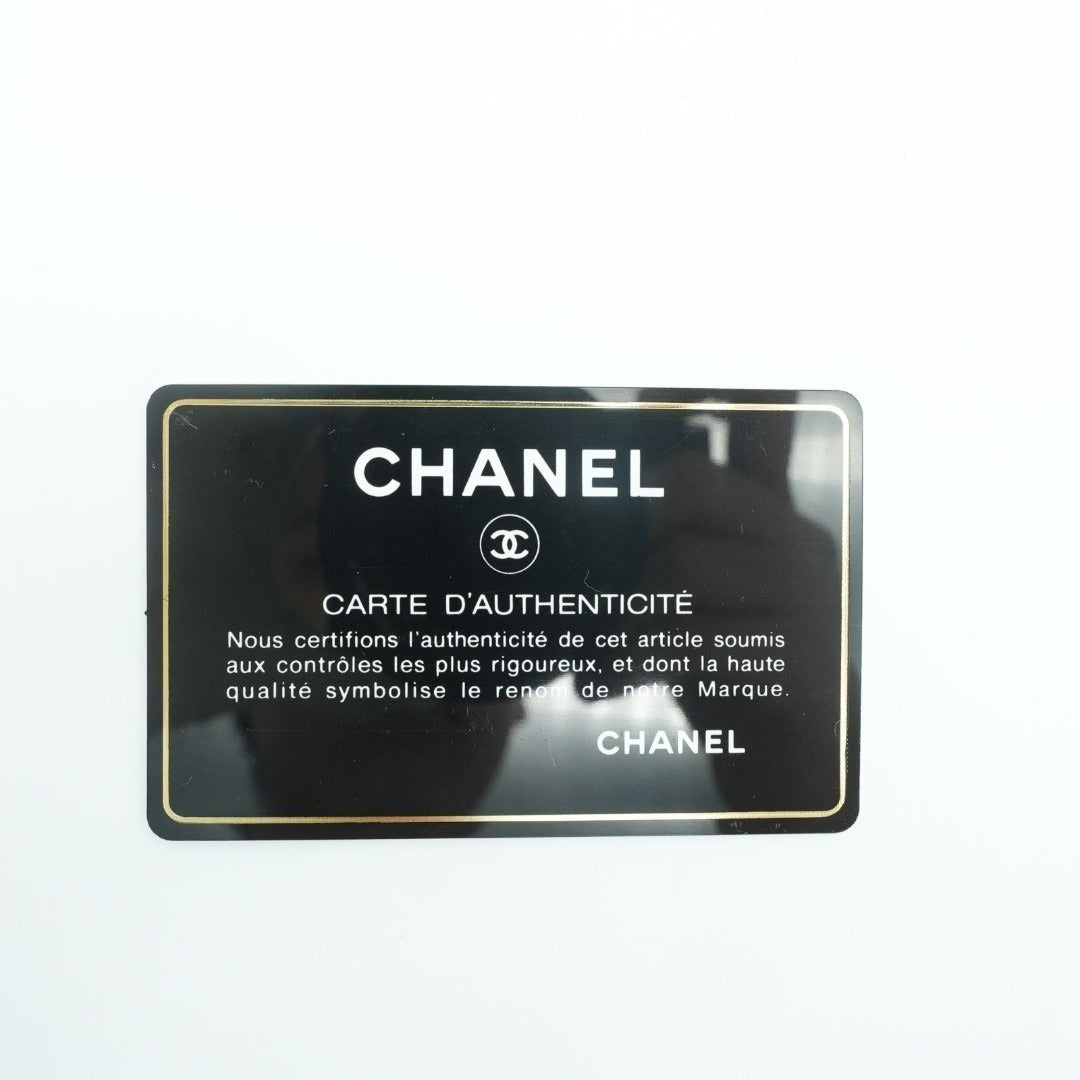 CHANEL
CARTE D'AUTHENTICITÉ
Nous certifions l'authenticité de cet article soumis
aux contrôles les plus rigoureux, et dont la haute
qualité symbolise le renom de notre Marque.
CHANEL